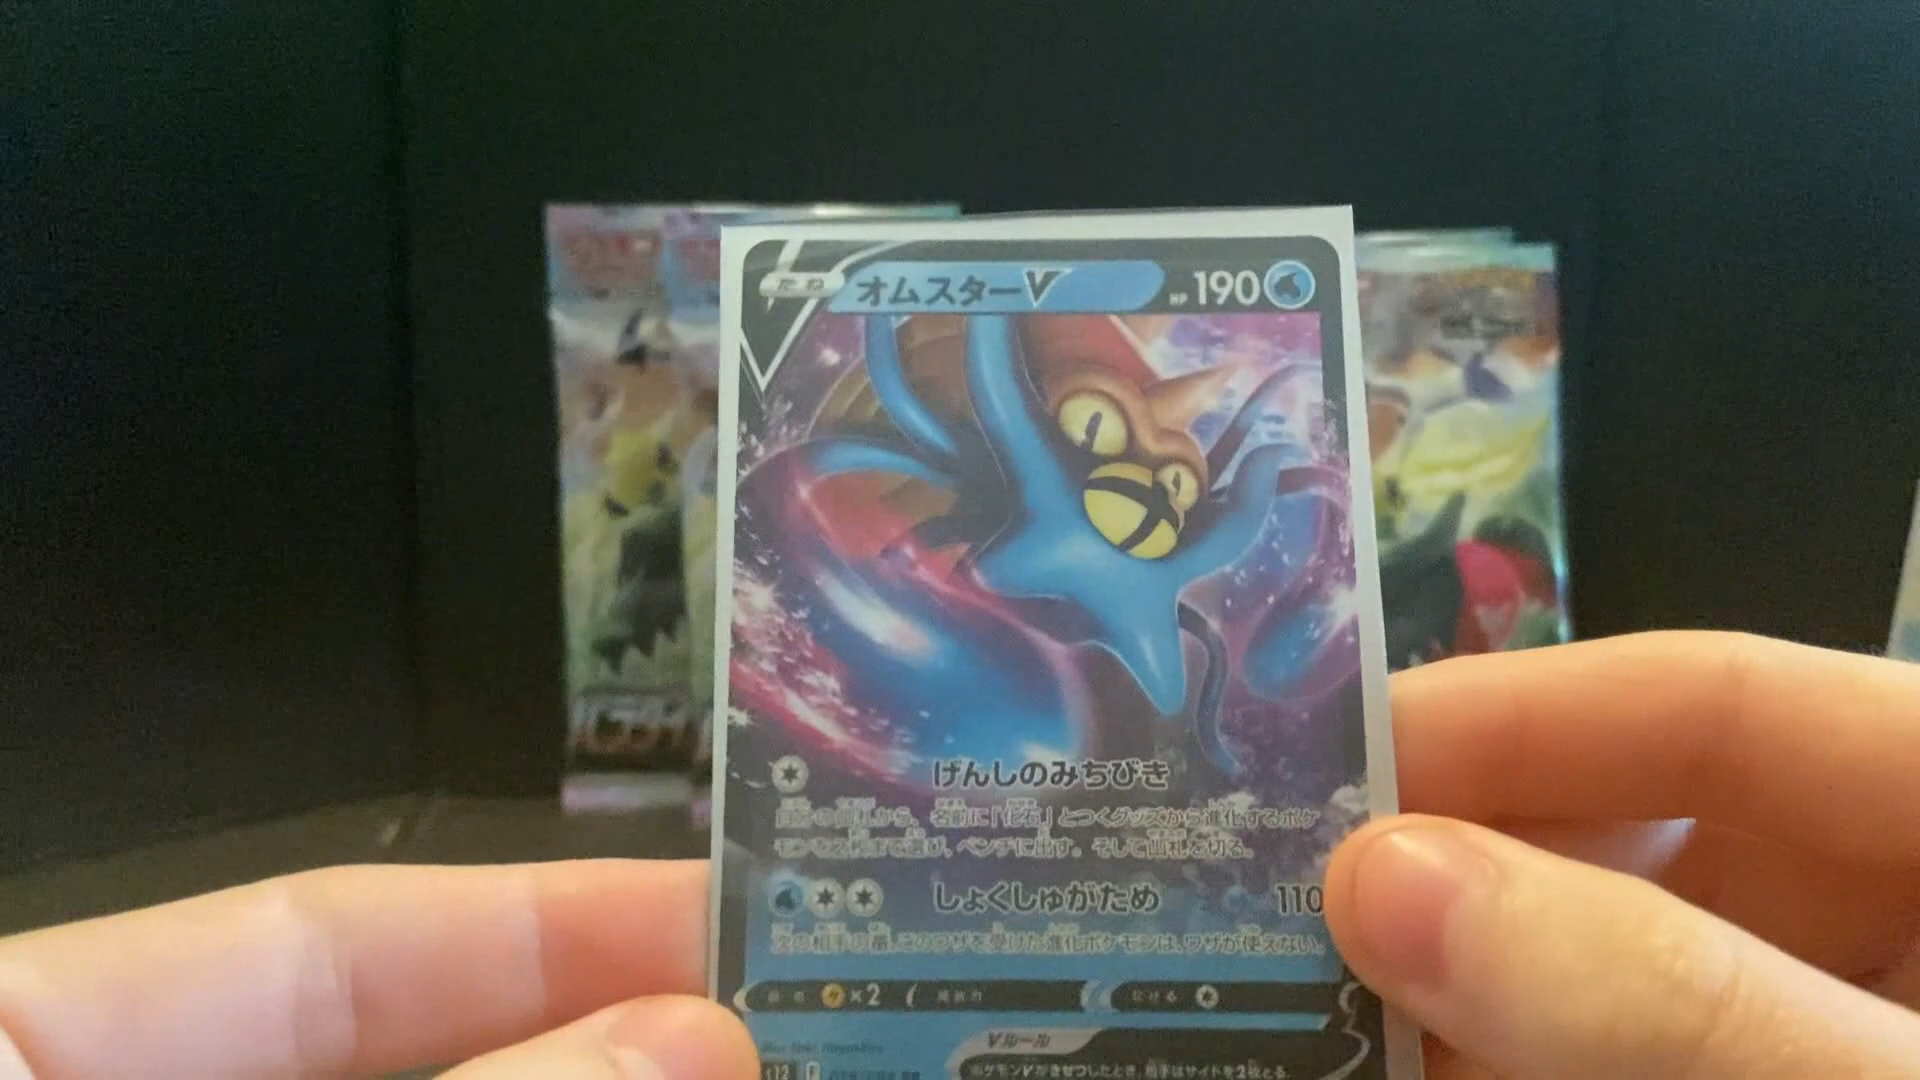 たね オムスターV HP 190
げんしのみちびき
自分の山札から、名前に「化石」とつくグッズから進化するポケ
モンを2枚まで選び、ベンチに出す。そして山札を切る。
しょくしゅがため 110
次の相手の番、このワザを受けた進化ポケモンは、ワザが使えない。
弱点 ×2 抵抗力 にげる
Vルール
ポケモンVがきぜつしたとき、相手はサイドを2枚とる。
F